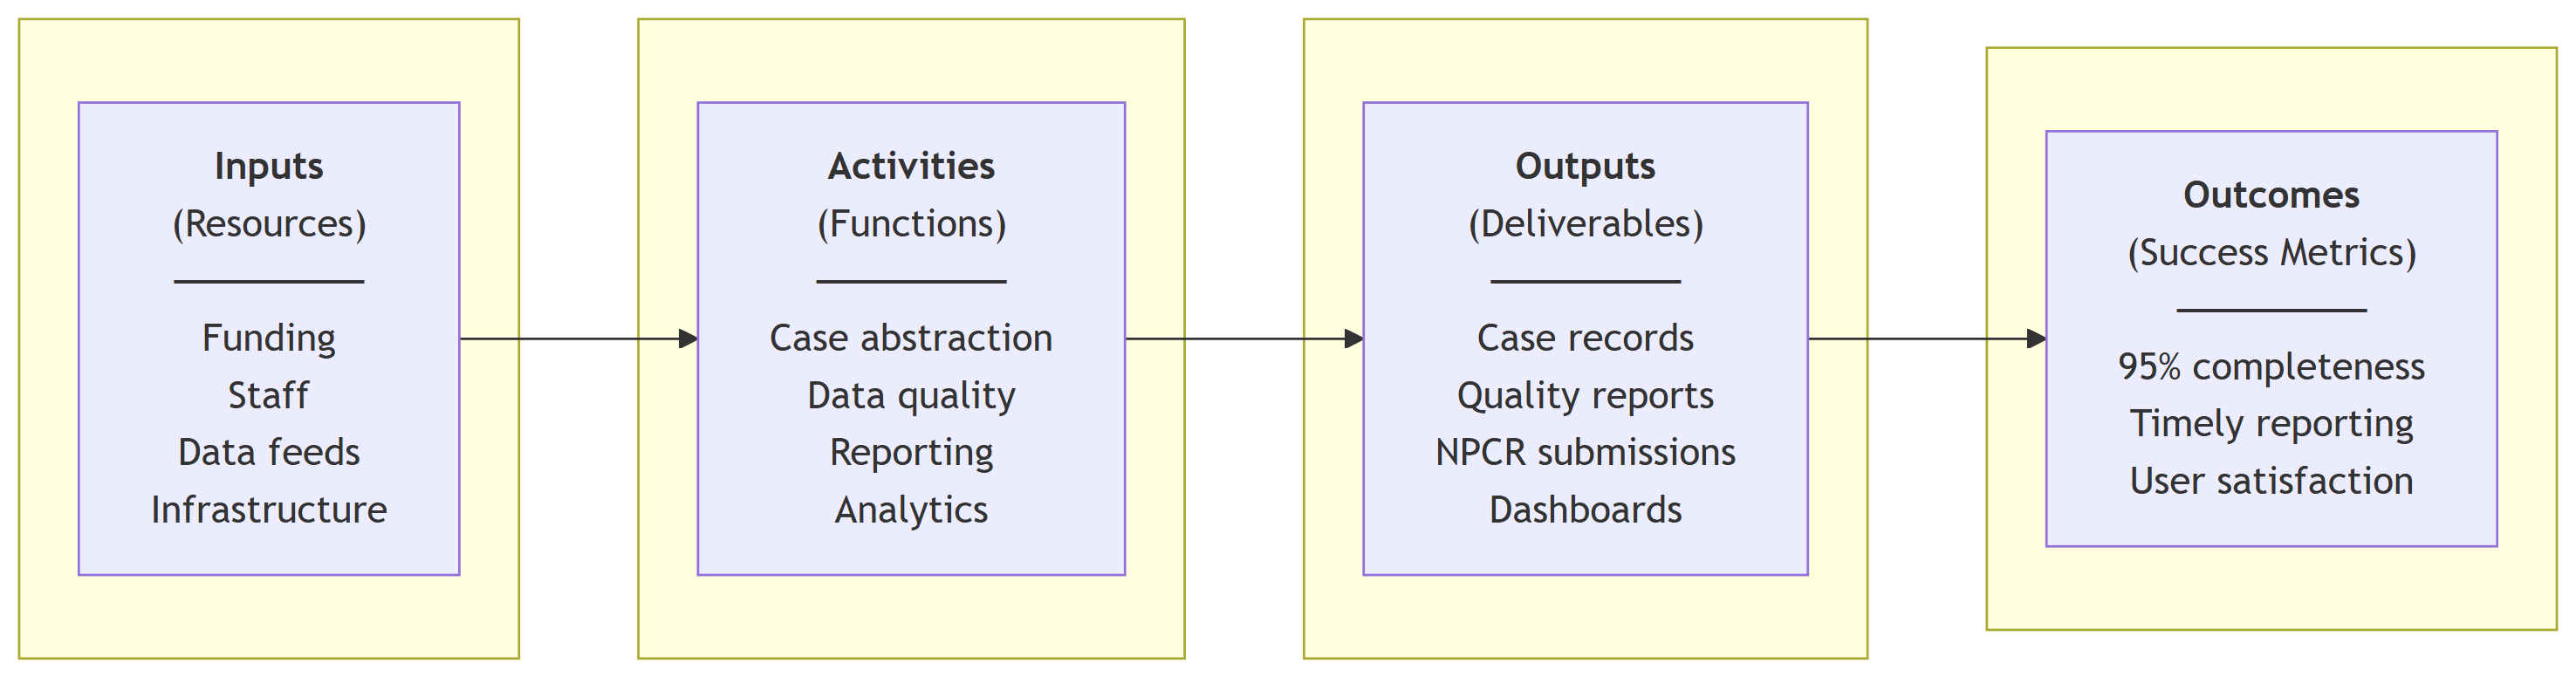 Inputs
(Resources)
Funding
Staff
Data feeds
Infrastructure
Activities
(Functions)
Case abstraction
Data quality
Reporting
Analytics
Outputs
(Deliverables)
Case records
Quality reports
NPCR submissions
Dashboards
Outcomes
(Success Metrics)
95% completeness
Timely reporting
User satisfaction